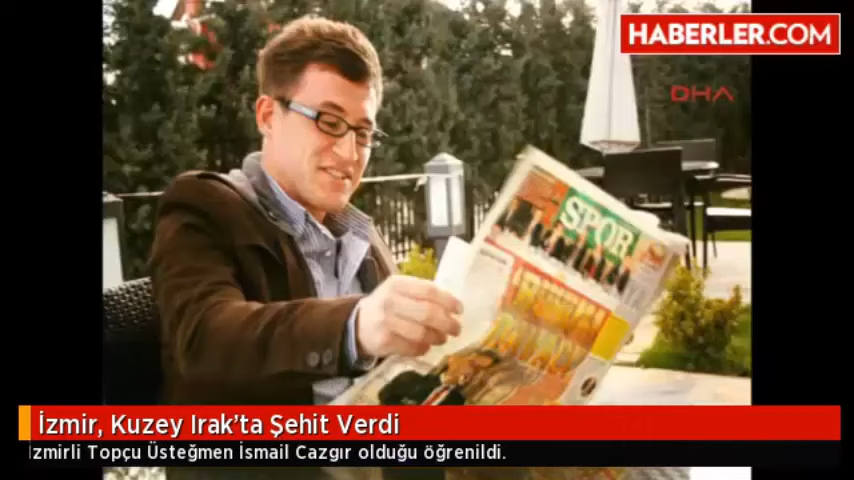 HABERLER.COM
DHA
SPOR
İzmir, Kuzey Irak'ta Şehit Verdi
İzmirli Topçu Üsteğmen İsmail Cazgır olduğu öğrenildi.